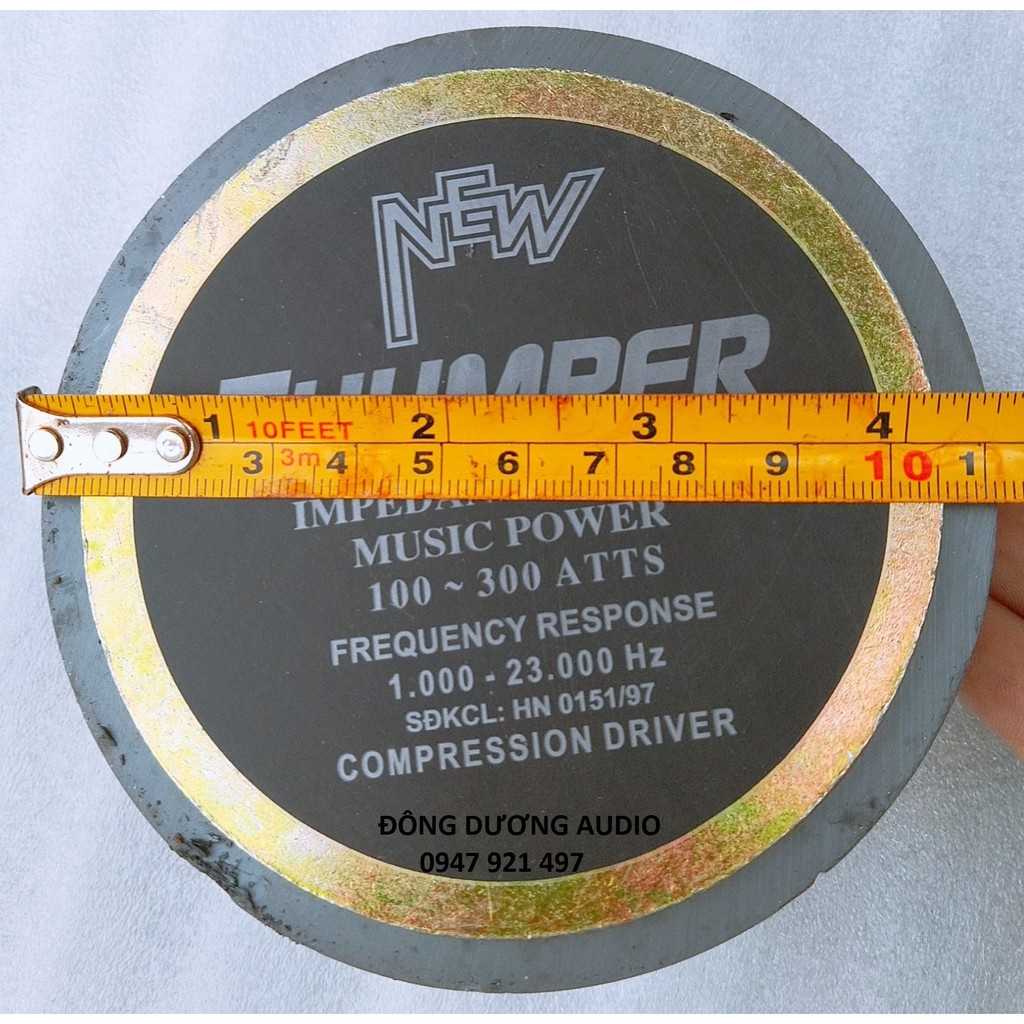 NEW
THUMPER
1 10FEET 2 3 4
3 3m 4 5 6 7 8 9 10 1
MUSIC POWER
100 ~ 300 ATTS
FREQUENCY RESPONSE
1.000 - 23.000 Hz
SĐKCL: HN 0151/97
COMPRESSION DRIVER
ĐÔNG DƯƠNG AUDIO
0947 921 497